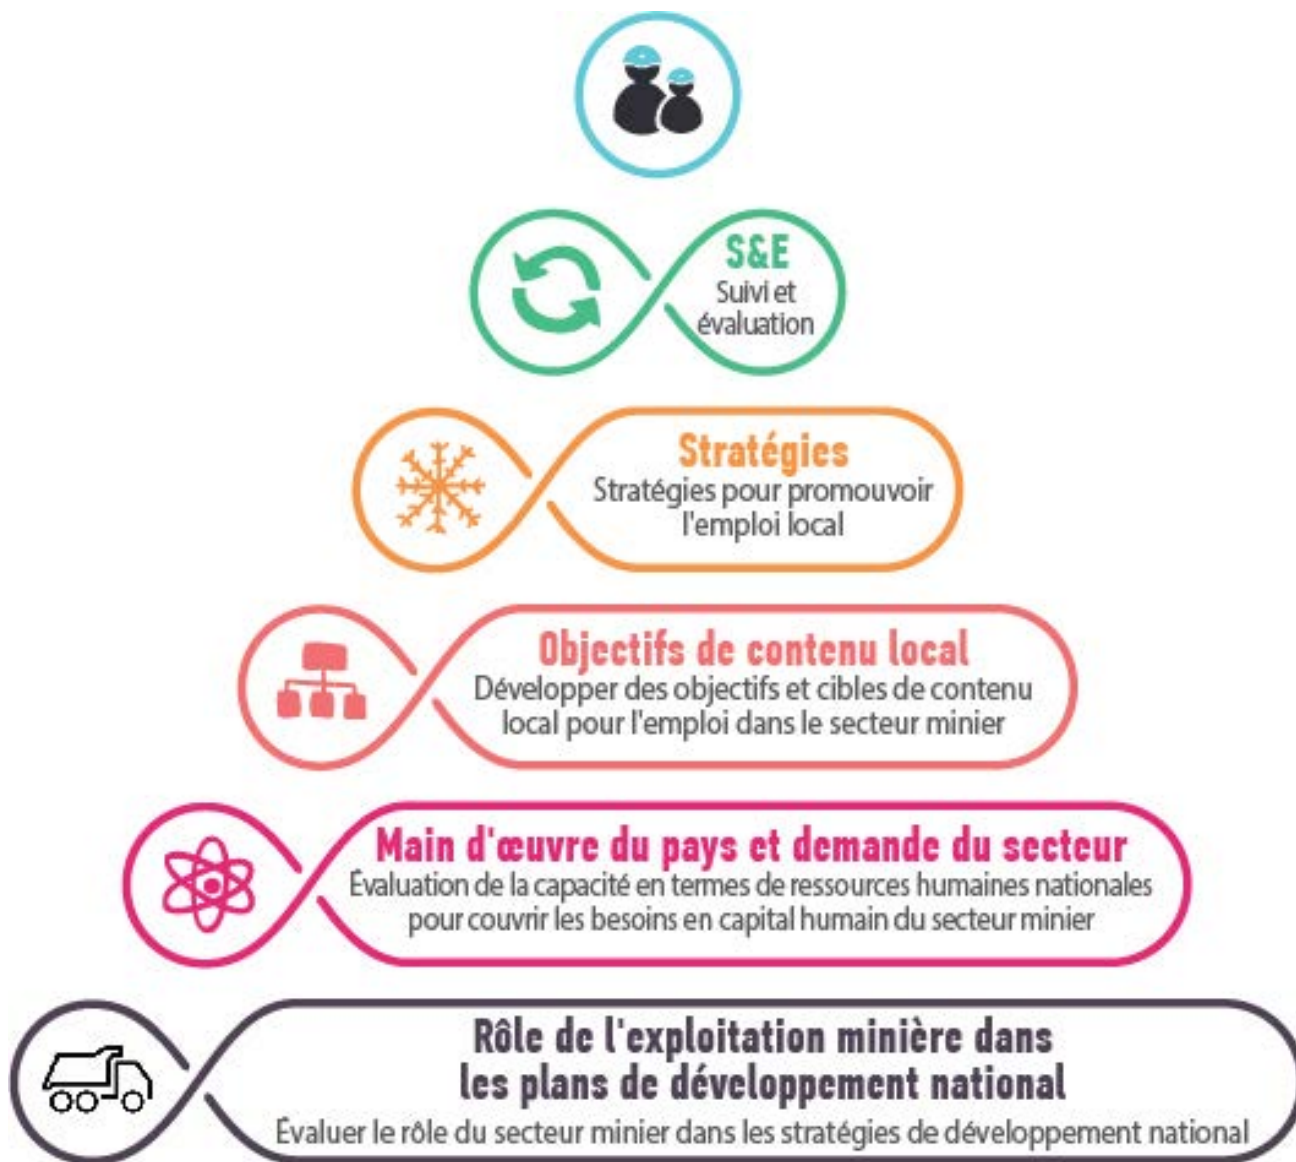 S&E
Suivi et
évaluation
Stratégies
Stratégies pour promouvoir
l'emploi local
Objectifs de contenu local
Développer des objectifs et cibles de contenu
local pour l'emploi dans le secteur minier
Main d'œuvre du pays et demande du secteur
Évaluation de la capacité en termes de ressources humaines nationales
pour couvrir les besoins en capital humain du secteur minier
Rôle de l'exploitation minière dans
les plans de développement national
Évaluer le rôle du secteur minier dans les stratégies de développement national